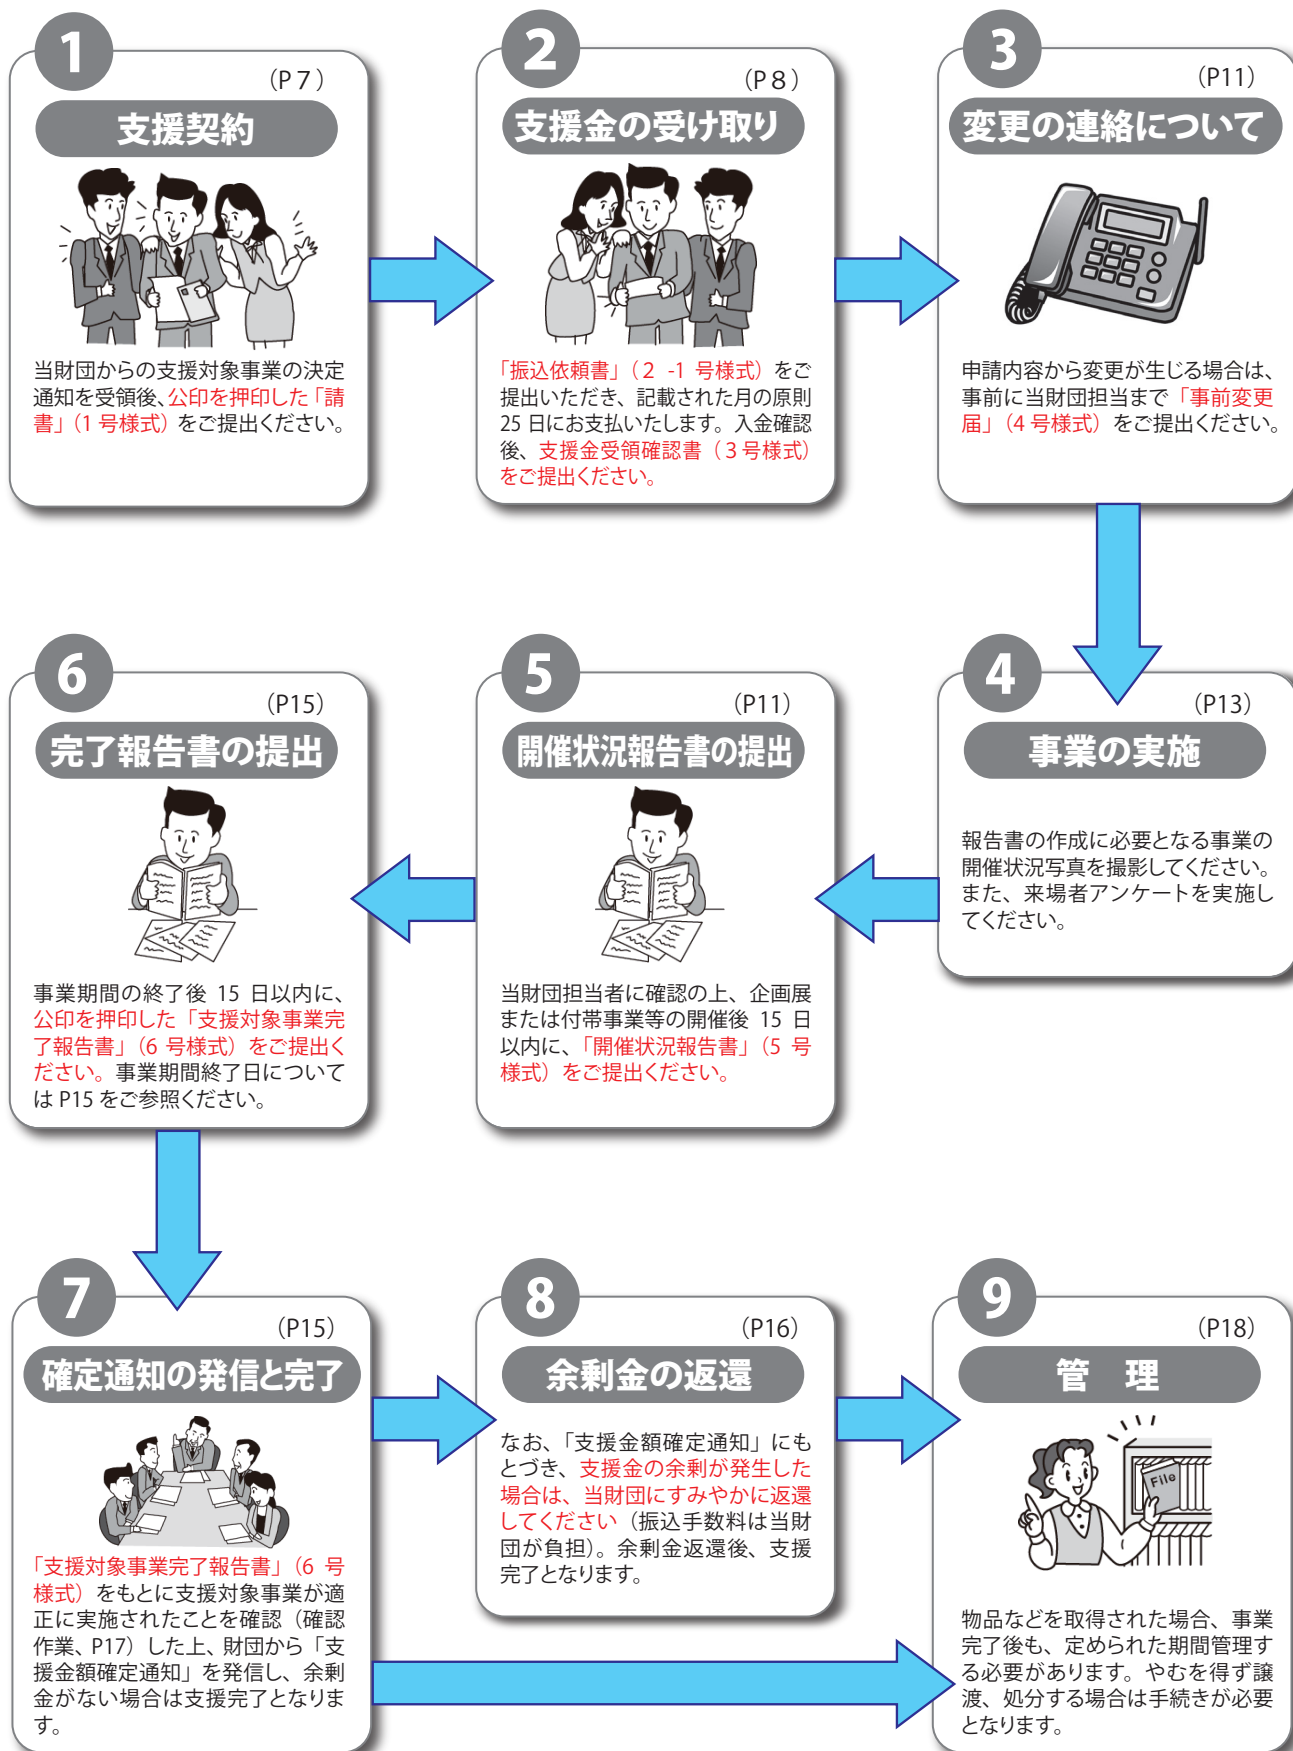 1
(P 7)
支援契約
当財団からの支援対象事業の決定
通知を受領後、公印を押印した「請
書」（1 号様式）をご提出ください。
2
(P 8)
支援金の受け取り
「振込依頼書」（2 -1 号様式）をご
提出いただき、記載された月の原則
25 日にお支払いたします。入金確認
後、支援金受領確認書（3 号様式）
をご提出ください。
3
(P11)
変更の連絡について
申請内容から変更が生じる場合は、
事前に当財団担当まで「事前変更
届」（4 号様式）をご提出ください。
4
(P13)
事業の実施
報告書の作成に必要となる事業の
開催状況写真を撮影してください。
また、来場者アンケートを実施し
てください。
5
(P11)
開催状況報告書の提出
当財団担当者に確認の上、企画展
または付帯事業等の開催後 15 日
以内に、「開催状況報告書」（5 号
様式）をご提出ください。
6
(P15)
完了報告書の提出
事業期間の終了後 15 日以内に、
公印を押印した「支援対象事業完
了報告書」（6 号様式）をご提出く
ださい。事業期間終了日について
は P15 をご参照ください。
7
(P15)
確定通知の発信と完了
「支援対象事業完了報告書」（6 号
様式）をもとに支援対象事業が適
正に実施されたことを確認（確認
作業、P17）した上、財団から「支
援金額確定通知」を発信し、余剰
金がない場合は支援完了となりま
す。
8
(P16)
余剰金の返還
なお、「支援金額確定通知」にも
とづき、支援金の余剰が発生した
場合は、当財団にすみやかに返還
してください（振込手数料は当財
団が負担）。余剰金返還後、支援
完了となります。
9
(P18)
管　理
File
物品などを取得された場合、事業
完了後も、定められた期間管理す
る必要があります。やむを得ず譲
渡、処分する場合は手続きが必要
となります。